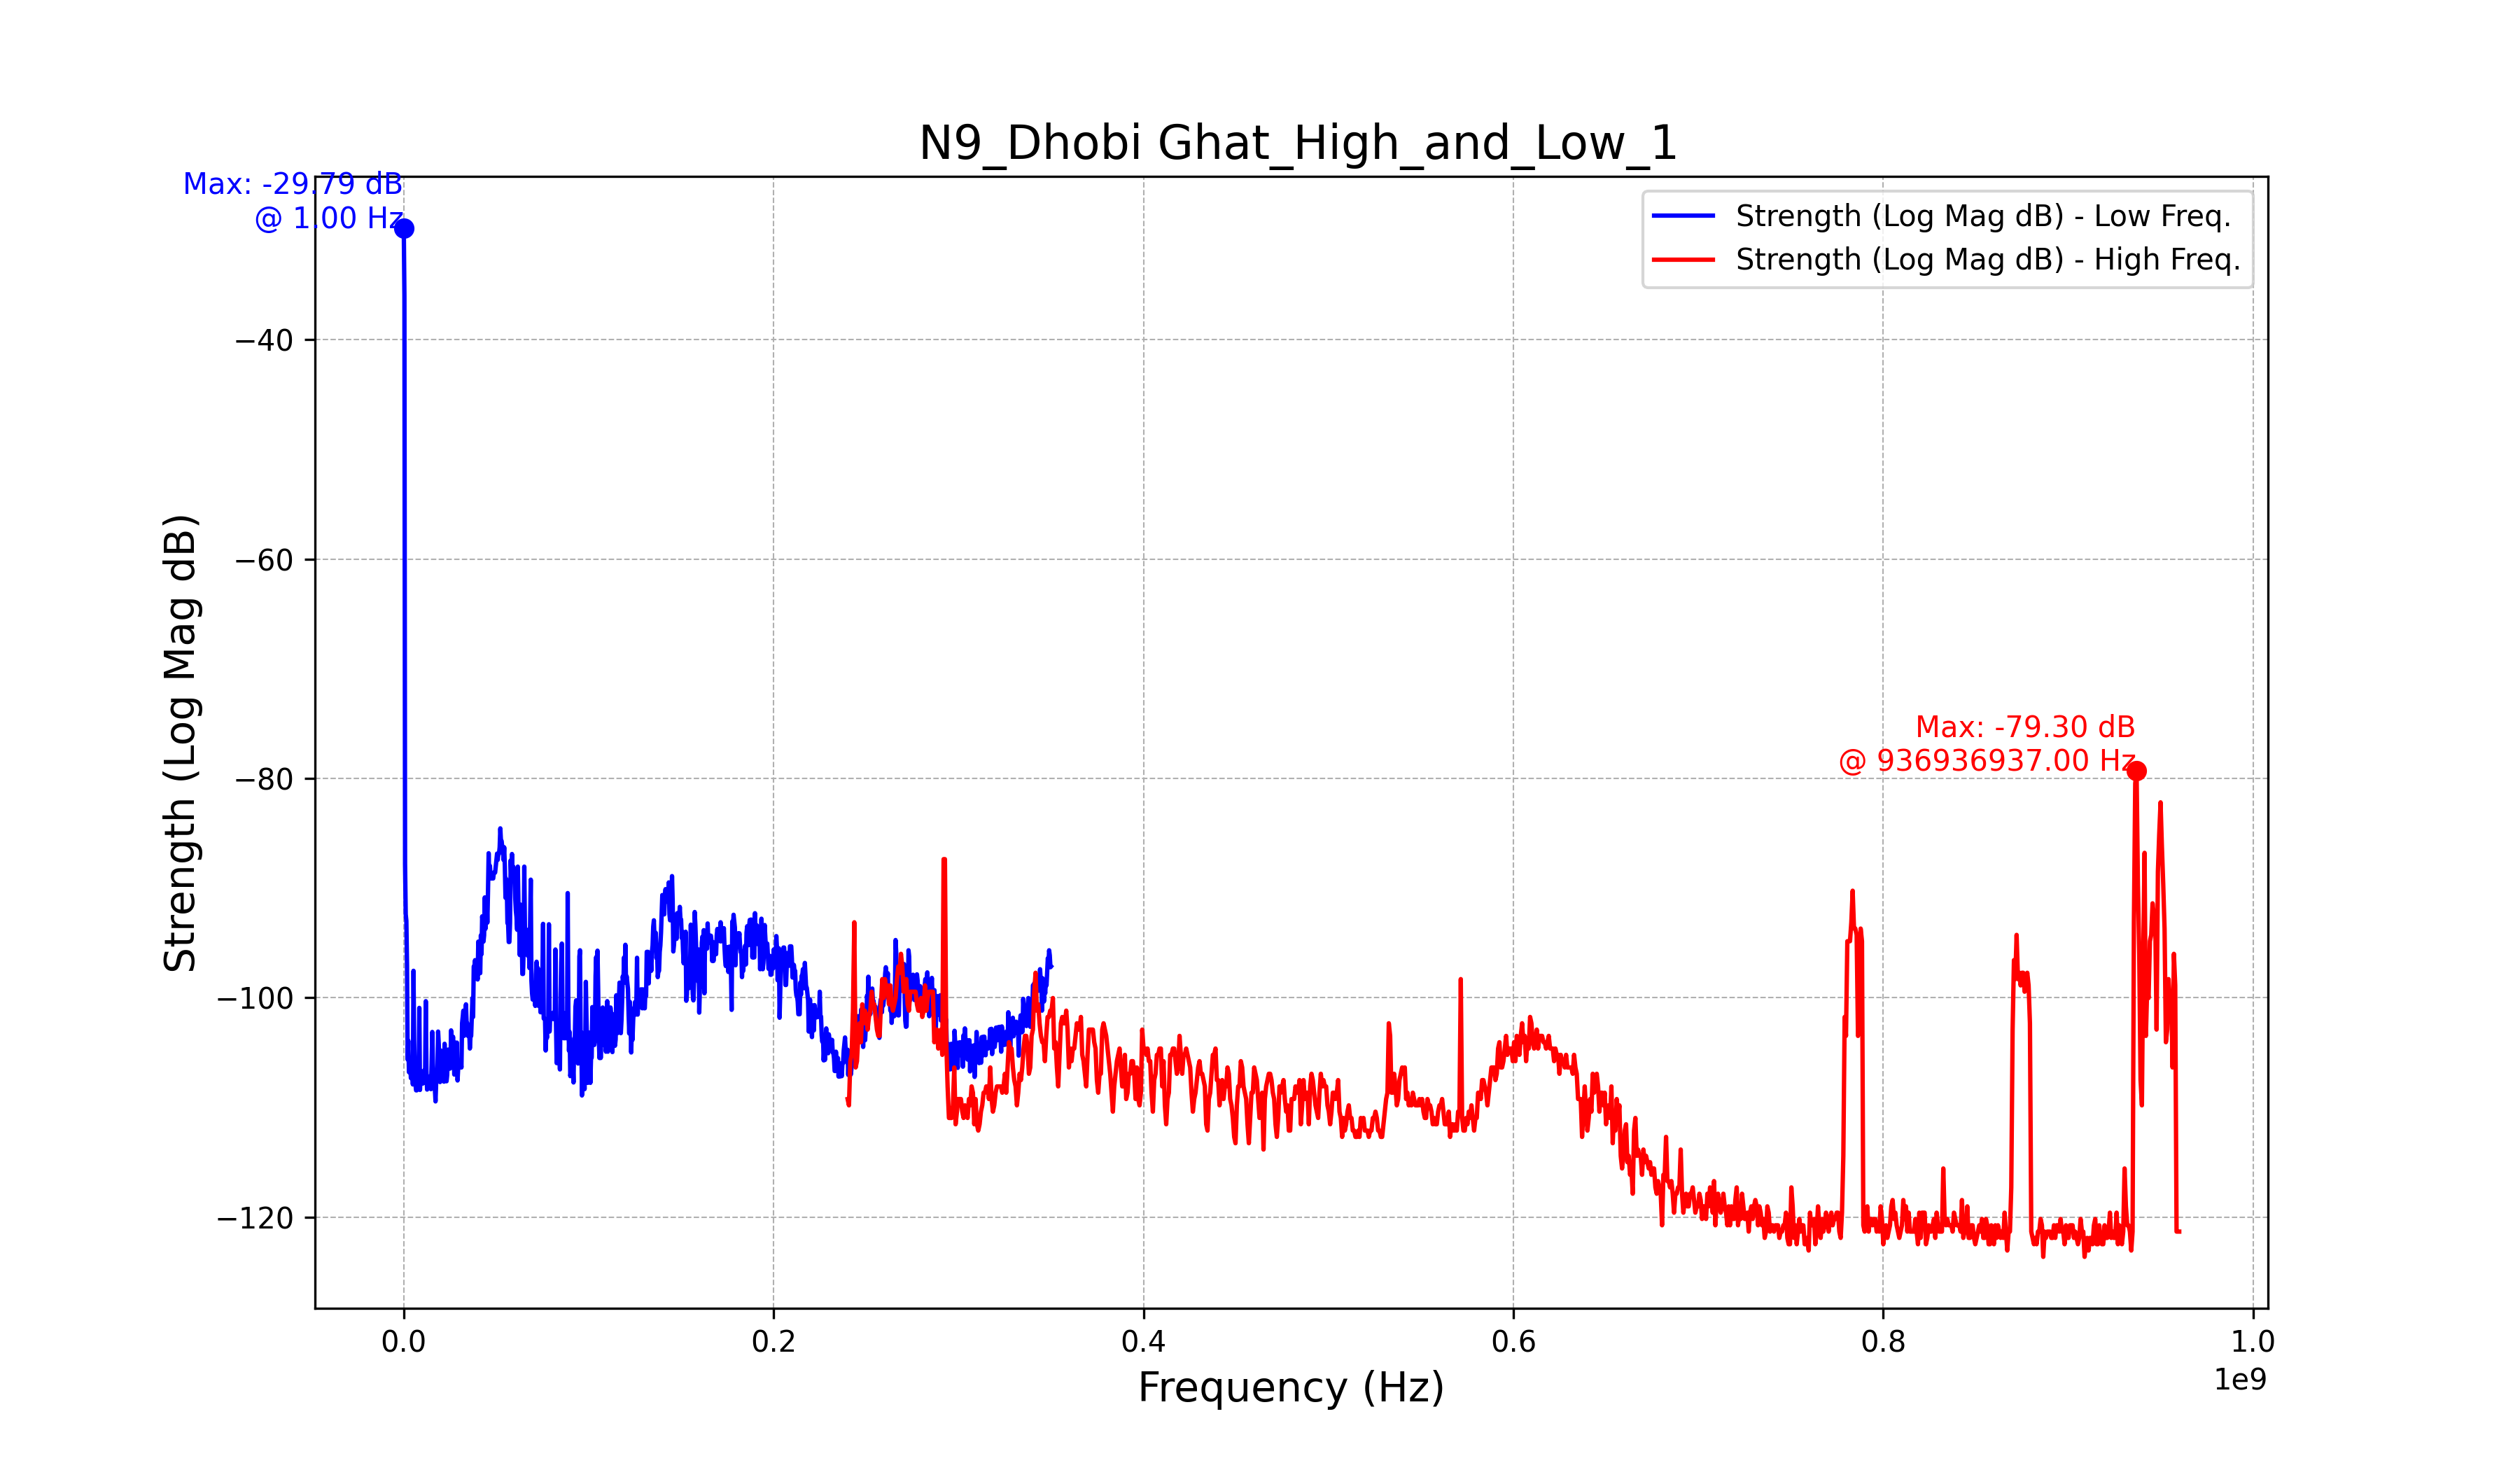 N9_Dhobi Ghat_High_and_Low_1
Max: -29.79 dB
@ 1.00 Hz
Strength (Log Mag dB) - Low Freq.
Strength (Log Mag dB) - High Freq.
−40
−60
−80
−100
−120
Strength (Log Mag dB)
Max: -79.30 dB
@ 936936937.00 Hz
0.0 0.2 0.4 0.6 0.8 1.0
1e9
Frequency (Hz)